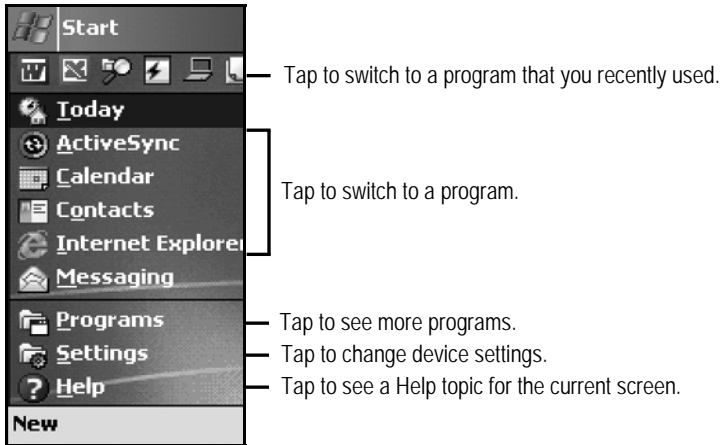 Start
Tap to switch to a program that you recently used.
Today
ActiveSync
Calendar
Tap to switch to a program.
Contacts
Internet Explorer
Messaging
Programs
Tap to see more programs.
Settings
Tap to change device settings.
Help
Tap to see a Help topic for the current screen.
New